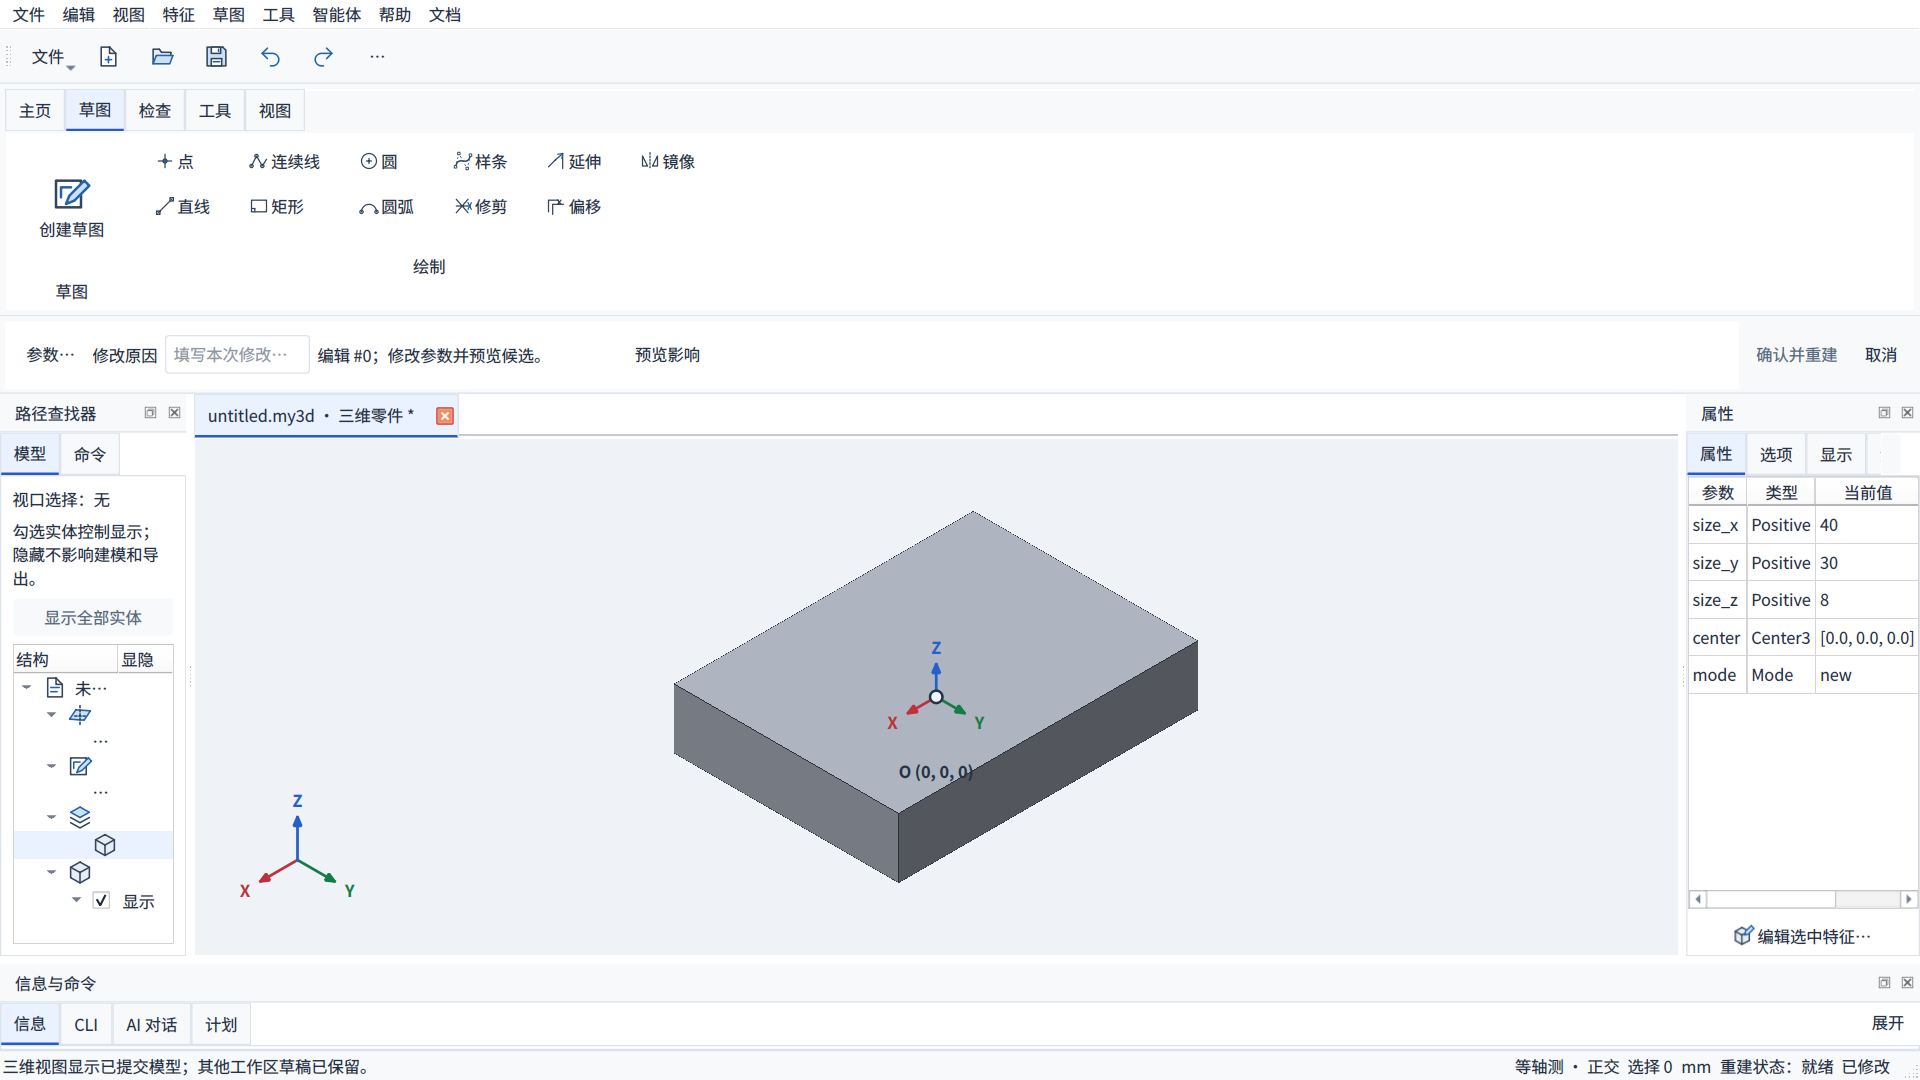 文件 编辑 视图 特征 草图 工具 智能体 帮助 文档
文件 ...
主页 草图 检查 工具 视图
点 连续线 圆 样条 延伸 镜像
创建草图
直线 矩形 圆弧 修剪 偏移
绘制
草图
参数… 修改原因 填写本次修改… 编辑 #0；修改参数并预览候选。 预览影响 确认并重建 取消
路径查找器
untitled.my3d · 三维零件 *
属性
模型 命令
属性 选项 显示
视口选择：无
勾选实体控制显示；
隐藏不影响建模和导
出。
显示全部实体
结构 显隐
未…
...
...
显示
参数 类型 当前值
size_x Positive 40
size_y Positive 30
size_z Positive 8
center Center3 [0.0, 0.0, 0.0]
mode Mode new
编辑选中特征…
Z
X Y
O (0, 0, 0)
Z
X Y
信息与命令
信息 CLI AI 对话 计划 展开
三维视图显示已提交模型；其他工作区草稿已保留。 等轴测 · 正交 选择 0 mm 重建状态：就绪 已修改